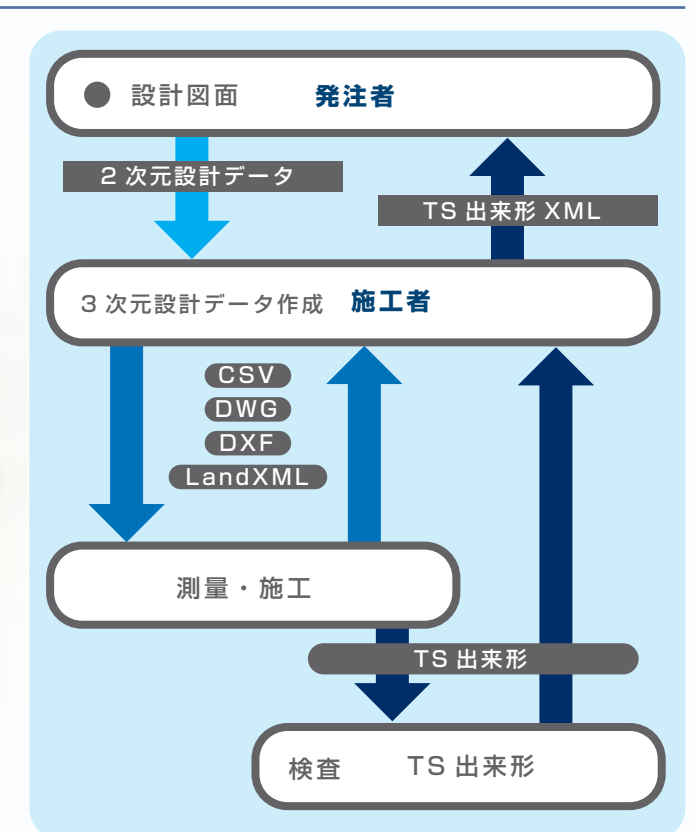 ● 設計図面 発注者
2 次元設計データ
TS 出来形 XML
3 次元設計データ作成 施工者
CSV
DWG
DXF
LandXML
測量・施工
TS 出来形
検査 TS 出来形